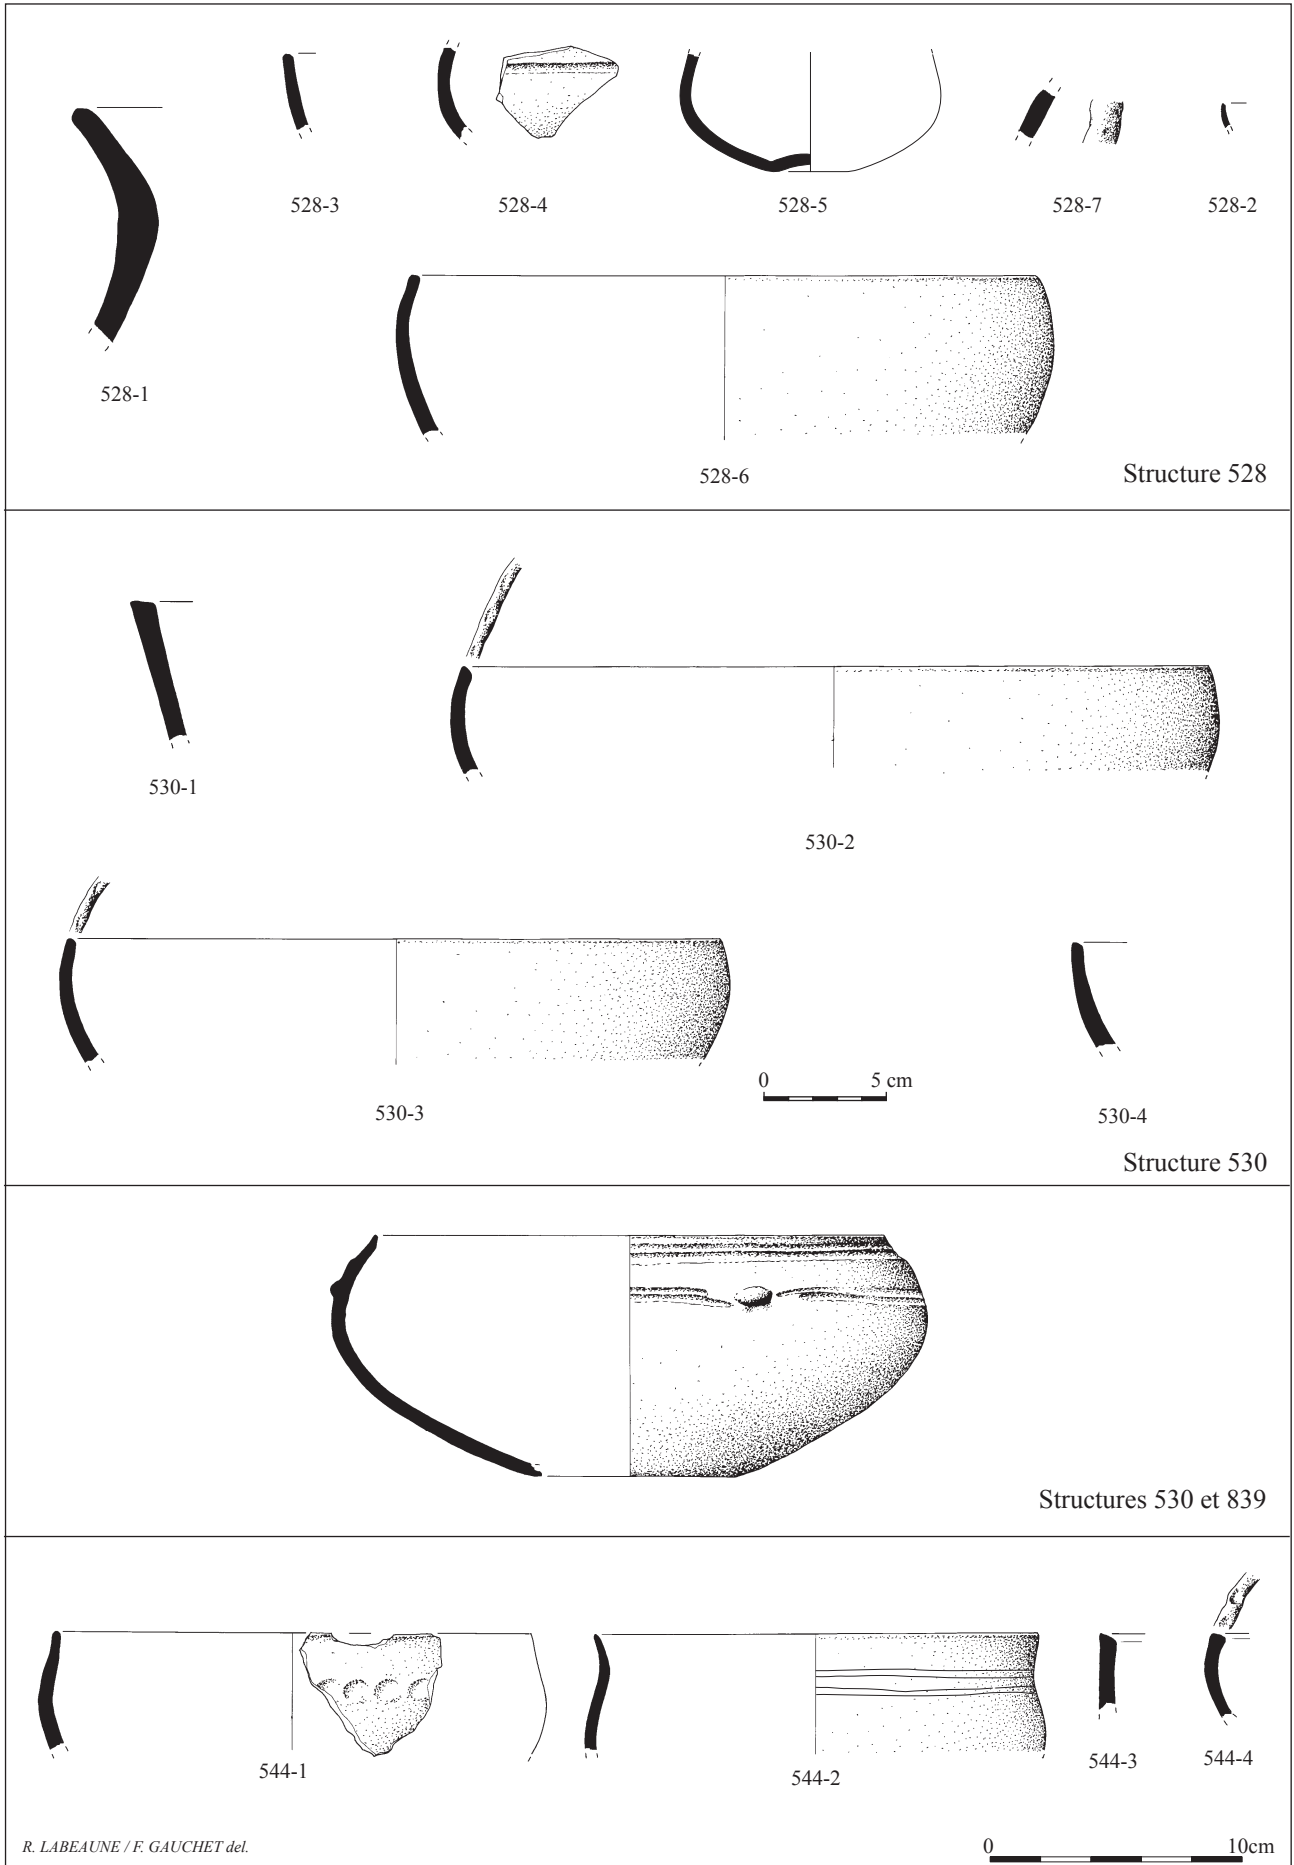 528-3
528-4
528-5
528-7
528-2
528-1
528-6
Structure 528
530-1
530-2
530-3
0 5 cm
530-4
Structure 530
Structures 530 et 839
544-1
544-2
544-3
544-4
R. LABEAUNE / F. GAUCHET del.
0 10cm